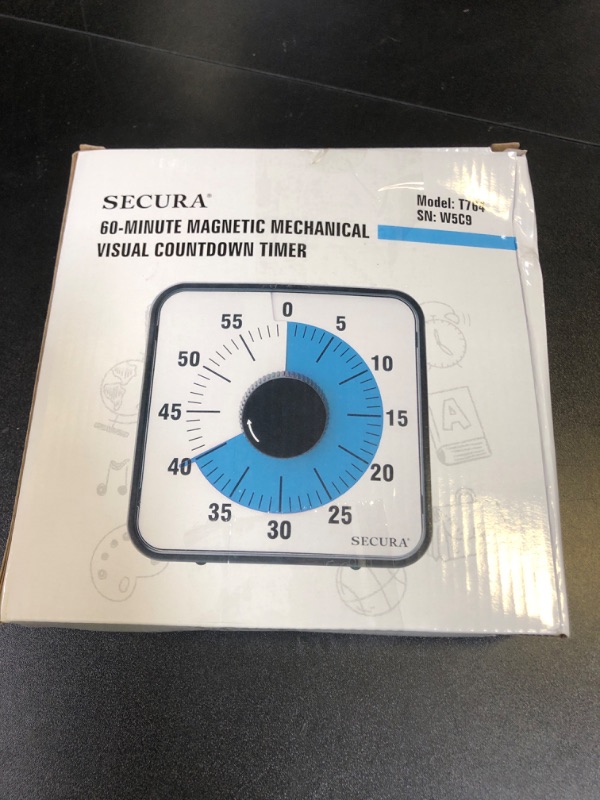 SECURA®
60-MINUTE MAGNETIC MECHANICAL
VISUAL COUNTDOWN TIMER
Model: T764
SN: W5C9
0
5
10
15
20
25
30
35
40
45
50
55
SECURA®
A